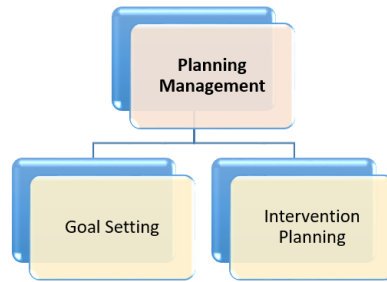 Planning
Management
Goal Setting
Intervention
Planning